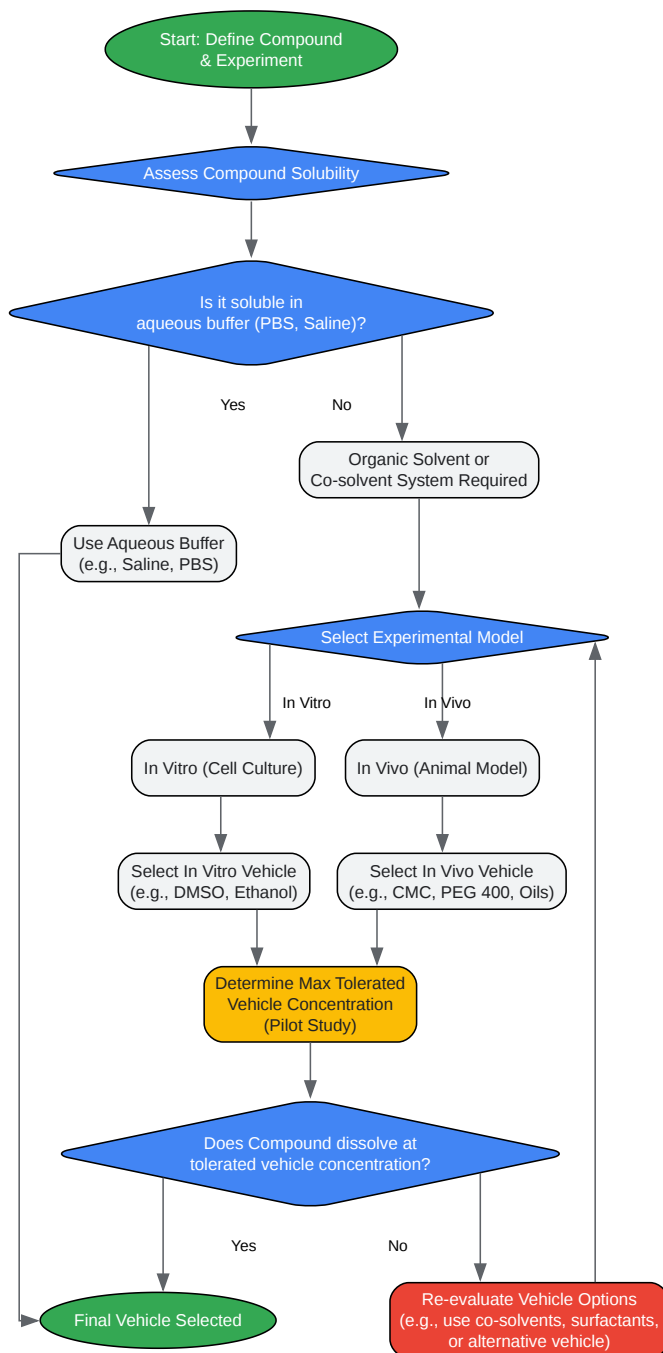 Start: Define Compound
& Experiment
Assess Compound Solubility
Is it soluble in
aqueous buffer (PBS, Saline)?
Yes
No
Organic Solvent or
Co-solvent System Required
Use Aqueous Buffer
(e.g., Saline, PBS)
Select Experimental Model
In Vitro
In Vivo
In Vitro (Cell Culture)
In Vivo (Animal Model)
Select In Vitro Vehicle
(e.g., DMSO, Ethanol)
Select In Vivo Vehicle
(e.g., CMC, PEG 400, Oils)
Determine Max Tolerated
Vehicle Concentration
(Pilot Study)
Does Compound dissolve at
tolerated vehicle concentration?
Yes
No
Final Vehicle Selected
Re-evaluate Vehicle Options
(e.g., use co-solvents, surfactants,
or alternative vehicle)